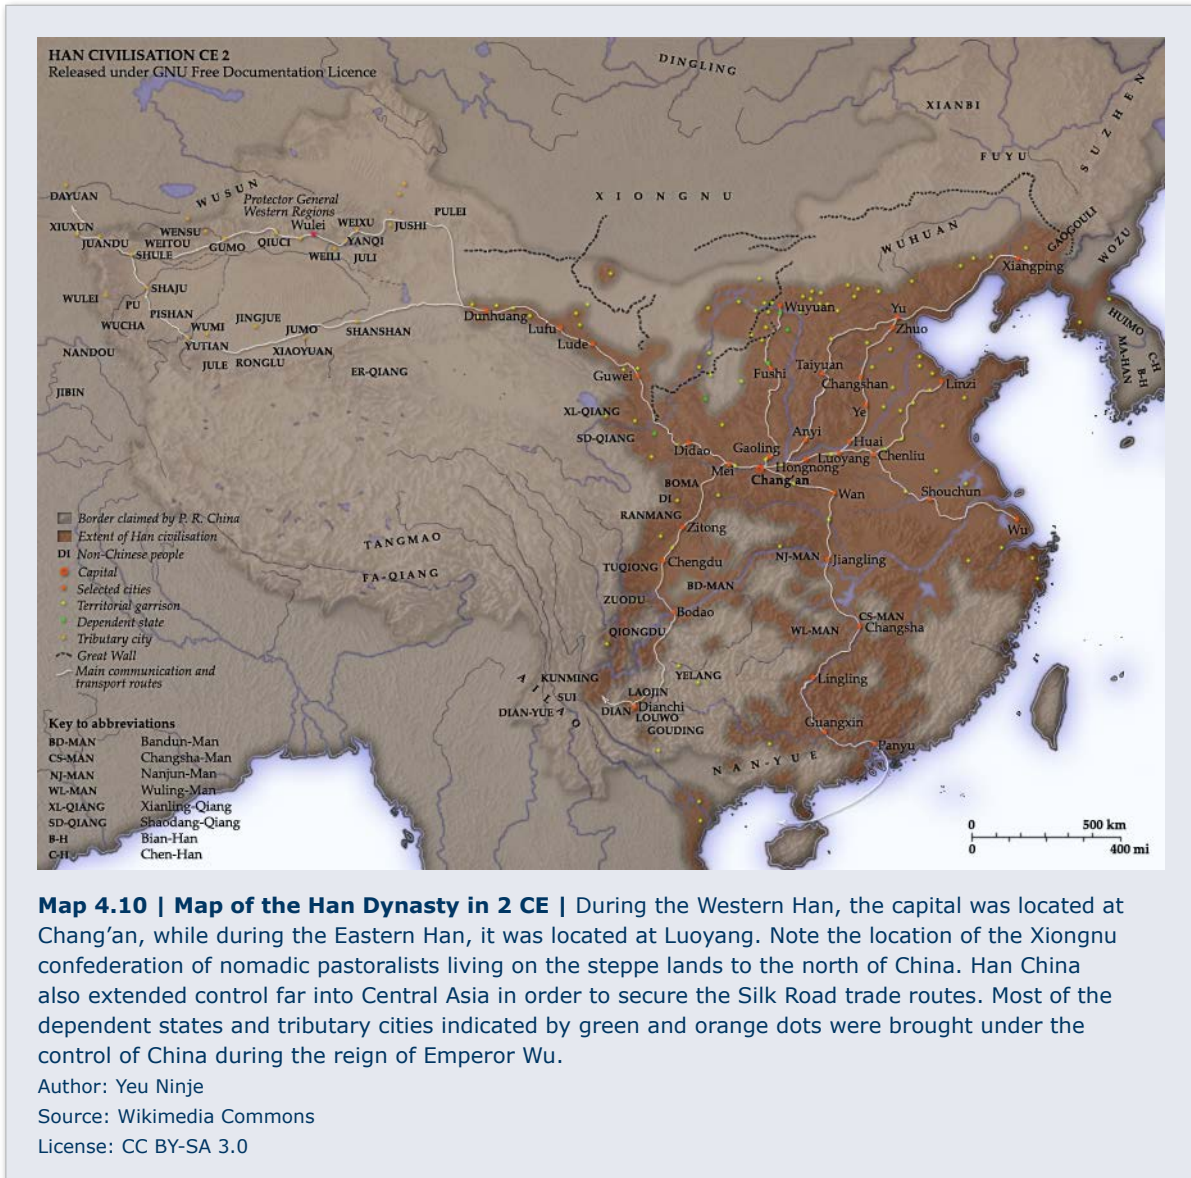 HAN CIVILISATION CE 2
Released under GNU Free Documentation Licence
DINGLING
XIANBI
SUZHEN
FUYU
XIONGNU
WUSUN
DAYUAN
Protector General
Western Regions
Wulei
PULEI
XIUXUN
WENSU
WEIXU
JUSHI
JUANDU
WEITOU
GUMO
QIUCI
YANQI
SHULE
WEILI
JULI
WUHUAN
GAOGOULI
WOZU
Xiangping
SHAJU
WULEI
PU
PISHAN
WUCHA
WUMI
JINGJUE
JUMO
SHANSHAN
YUTIAN
XIAOYUAN
NANDOU
JULE
RONGLU
ER-QIANG
JIBIN
Dunhuang
Lufu
Lude
Guwei
Wuyuan
Yu
Zhuo
HUIMO
MA-HAN
C-H
B-H
Fushi
Taiyuan
Changshan
Linzi
XL-QIANG
Ye
SD-QIANG
Anyi
Huai
Didao
Gaoling
Luoyang
Chenliu
Mei
Hongnong
Chang'an
BOMA
DI
Wan
Shouchun
RANMANG
Zitong
Wu
TANGMAO
FA-QIANG
TUQIONG
Chengdu
NJ-MAN
Jiangling
BD-MAN
ZUODU
Bodao
CS-MAN
Changsha
QIONGDU
WL-MAN
KUNMING
YELANG
Lingling
AILAO
SUI
LAOJIN
DIAN-YUE
DIAN
Dianchi
LOUWO
GOUDING
Guangxin
Panyu
NAN-YUE
Border claimed by P. R. China
Extent of Han civilisation
DI Non-Chinese people
Capital
Selected cities
Territorial garrison
Dependent state
Tributary city
Great Wall
Main communication and
transport routes
Key to abbreviations
BD-MAN Bandun-Man
CS-MAN Changsha-Man
NJ-MAN Nanjun-Man
WL-MAN Wuling-Man
XL-QIANG Xianling-Qiang
SD-QIANG Shaodang-Qiang
B-H Bian-Han
C-H Chen-Han
0 500 km
0 400 mi
Map 4.10 | Map of the Han Dynasty in 2 CE | During the Western Han, the capital was located at
Chang’an, while during the Eastern Han, it was located at Luoyang. Note the location of the Xiongnu
confederation of nomadic pastoralists living on the steppe lands to the north of China. Han China
also extended control far into Central Asia in order to secure the Silk Road trade routes. Most of the
dependent states and tributary cities indicated by green and orange dots were brought under the
control of China during the reign of Emperor Wu.
Author: Yeu Ninje
Source: Wikimedia Commons
License: CC BY-SA 3.0